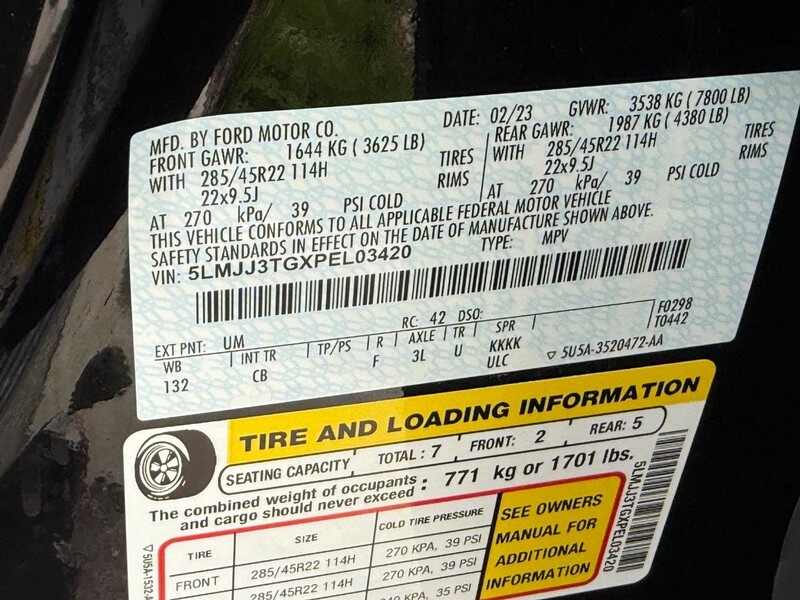 MFD. BY FORD MOTOR CO. DATE: 02/23 GVWR: 3538 KG ( 7800 LB)
FRONT GAWR: 1644 KG ( 3625 LB) REAR GAWR: 1987 KG ( 4380 LB)
WITH 285/45R22 114H TIRES WITH 285/45R22 114H TIRES
22x9.5J RIMS 22x9.5J RIMS
AT 270 kPa/ 39 PSI COLD AT 270 kPa/ 39 PSI COLD
THIS VEHICLE CONFORMS TO ALL APPLICABLE FEDERAL MOTOR VEHICLE
SAFETY STANDARDS IN EFFECT ON THE DATE OF MANUFACTURE SHOWN ABOVE.
VIN: 5LMJJ3TGXPEL03420 TYPE: MPV
EXT PNT: UM RC: 42 DSO: F0298
WB INT TR TP/PS R AXLE TR SPR T0442
132 CB F 3L U KKKK
ULC ▽ 5U5A-3520472-AA
TIRE AND LOADING INFORMATION
SEATING CAPACITY TOTAL : 7 FRONT: 2 REAR: 5
The combined weight of occupants
and cargo should never exceed : 771 kg or 1701 lbs.
TIRE SIZE COLD TIRE PRESSURE
FRONT 285/45R22 114H 270 KPA, 39 PSI
285/45R22 114H 270 KPA, 39 PSI
35 PSI
SEE OWNERS
MANUAL FOR
ADDITIONAL
INFORMATION
5LMJJ3TGXPEL03420
▽ 5U5A-1532